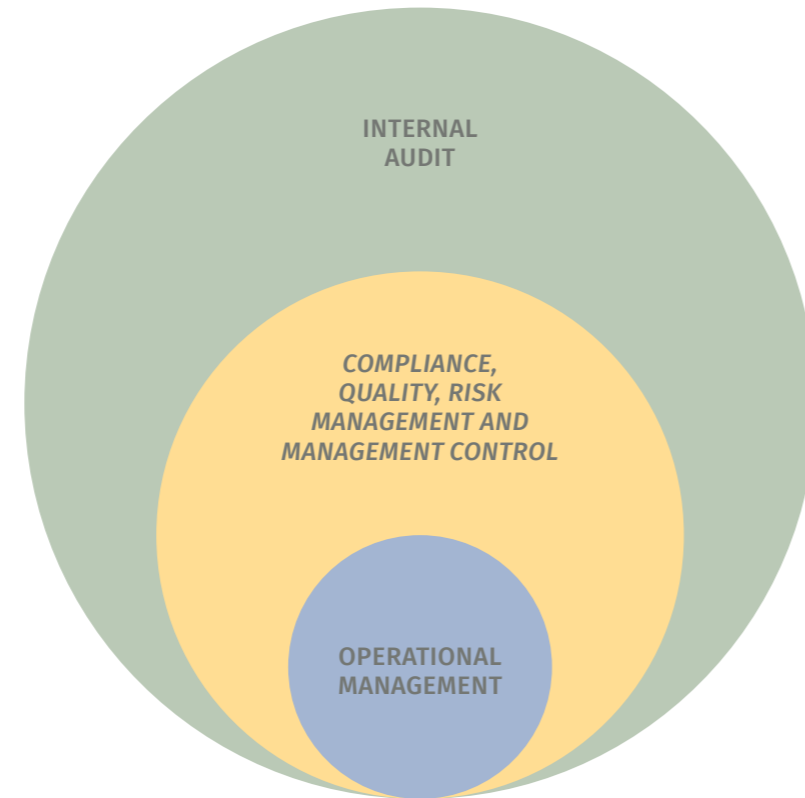 INTERNAL
AUDIT
COMPLIANCE,
QUALITY, RISK
MANAGEMENT AND
MANAGEMENT CONTROL
OPERATIONAL
MANAGEMENT